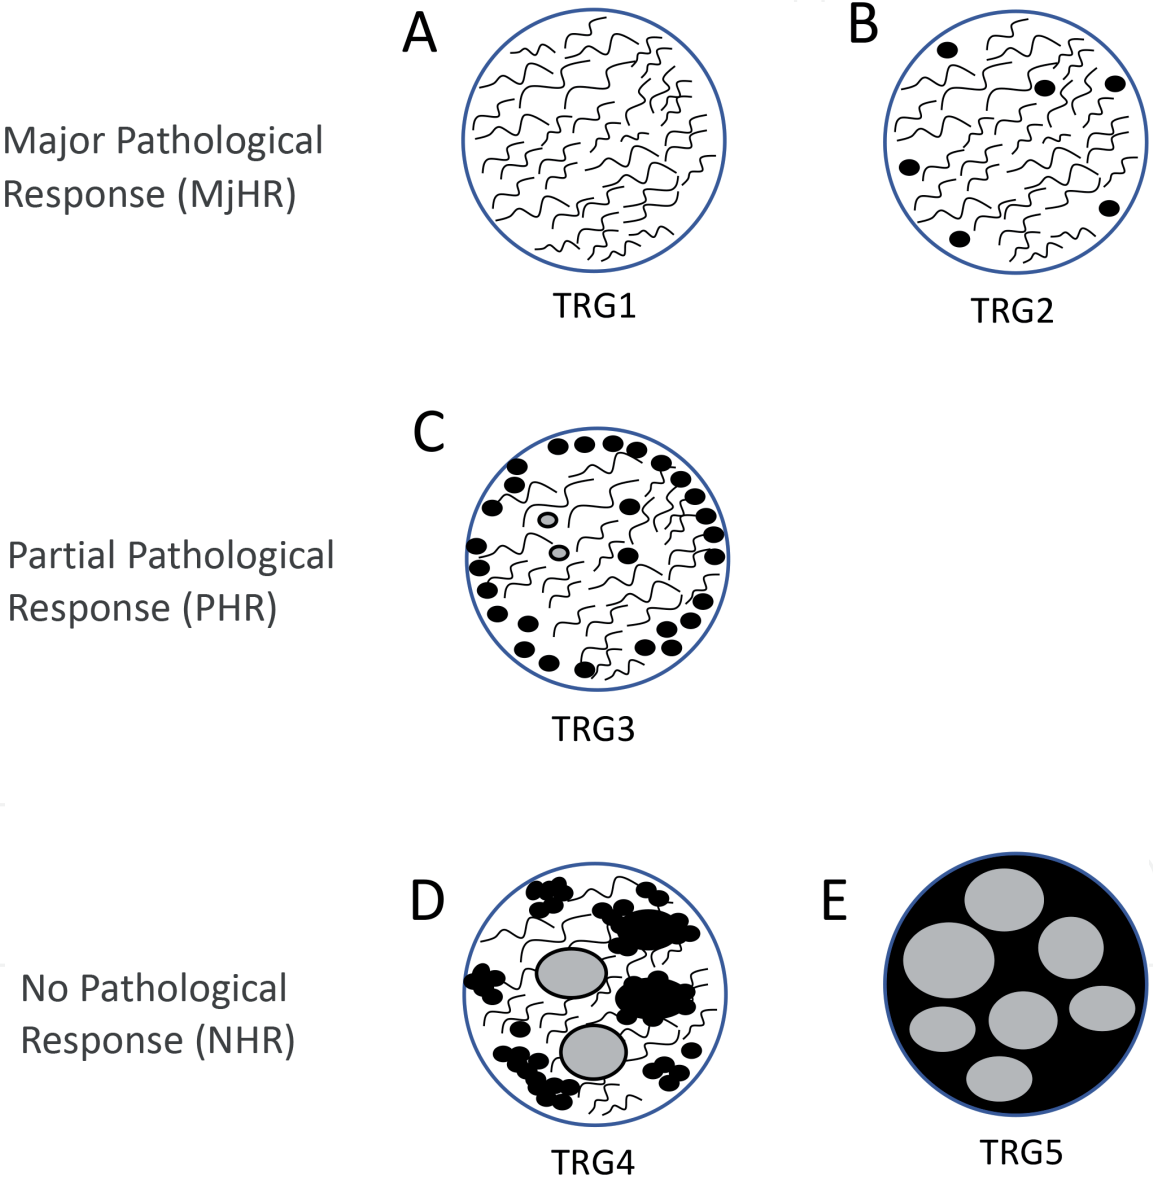 A
B
Major Pathological
Response (MjHR)
TRG1
TRG2
C
Partial Pathological
Response (PHR)
TRG3
D
E
No Pathological
Response (NHR)
TRG4
TRG5